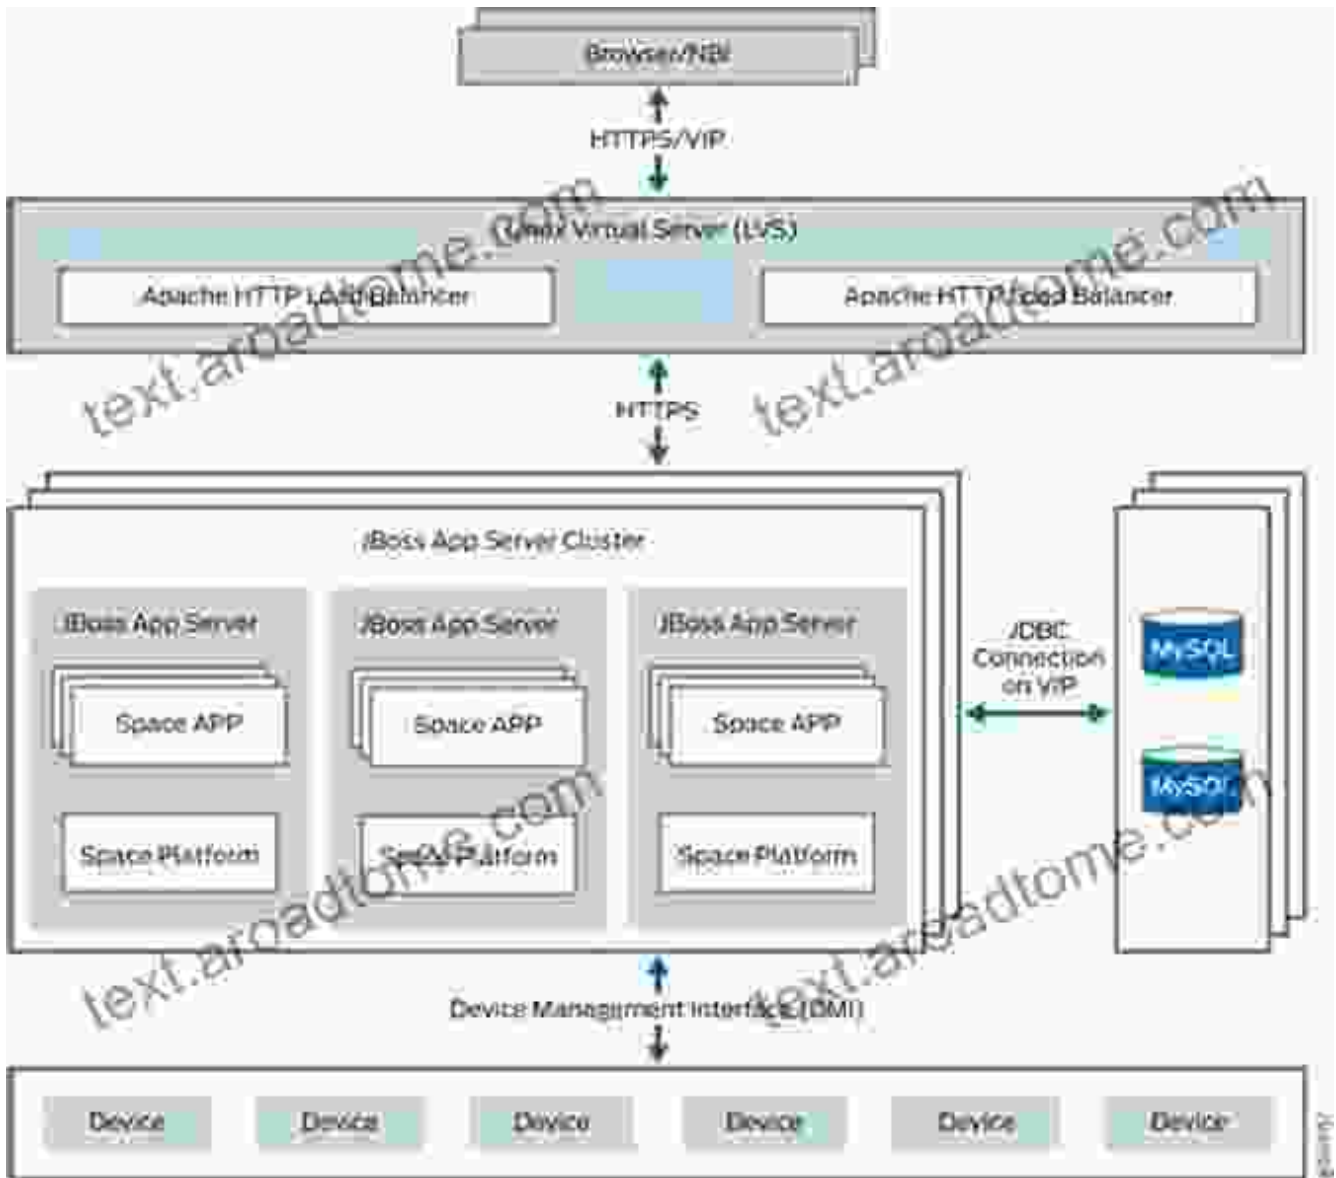 Browser/NBI
HTTPS/VIP
Linux Virtual Server (LVS)
Apache HTTP Load Balancer
Apache HTTP Load Balancer
HTTPS
JBoss App Server Cluster
JBoss App Server
JBoss App Server
JBoss App Server
Space APP
Space APP
Space APP
Space Platform
Space Platform
Space Platform
JDBC
Connection
on VIP
MySQL
MySQL
Device Management Interface (DMI)
Device
Device
Device
Device
Device
Device
text.aroadtome.com
text.aroadtome.com
text.aroadtome.com
text.aroadtome.com